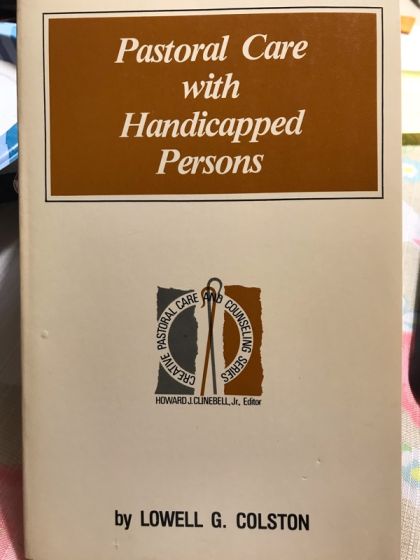 Pastoral Care
with
Handicapped
Persons
CREATIVE PASTORAL CARE AND COUNSELING SERIES
HOWARD J. CLINEBELL, Jr., Editor
by LOWELL G. COLSTON